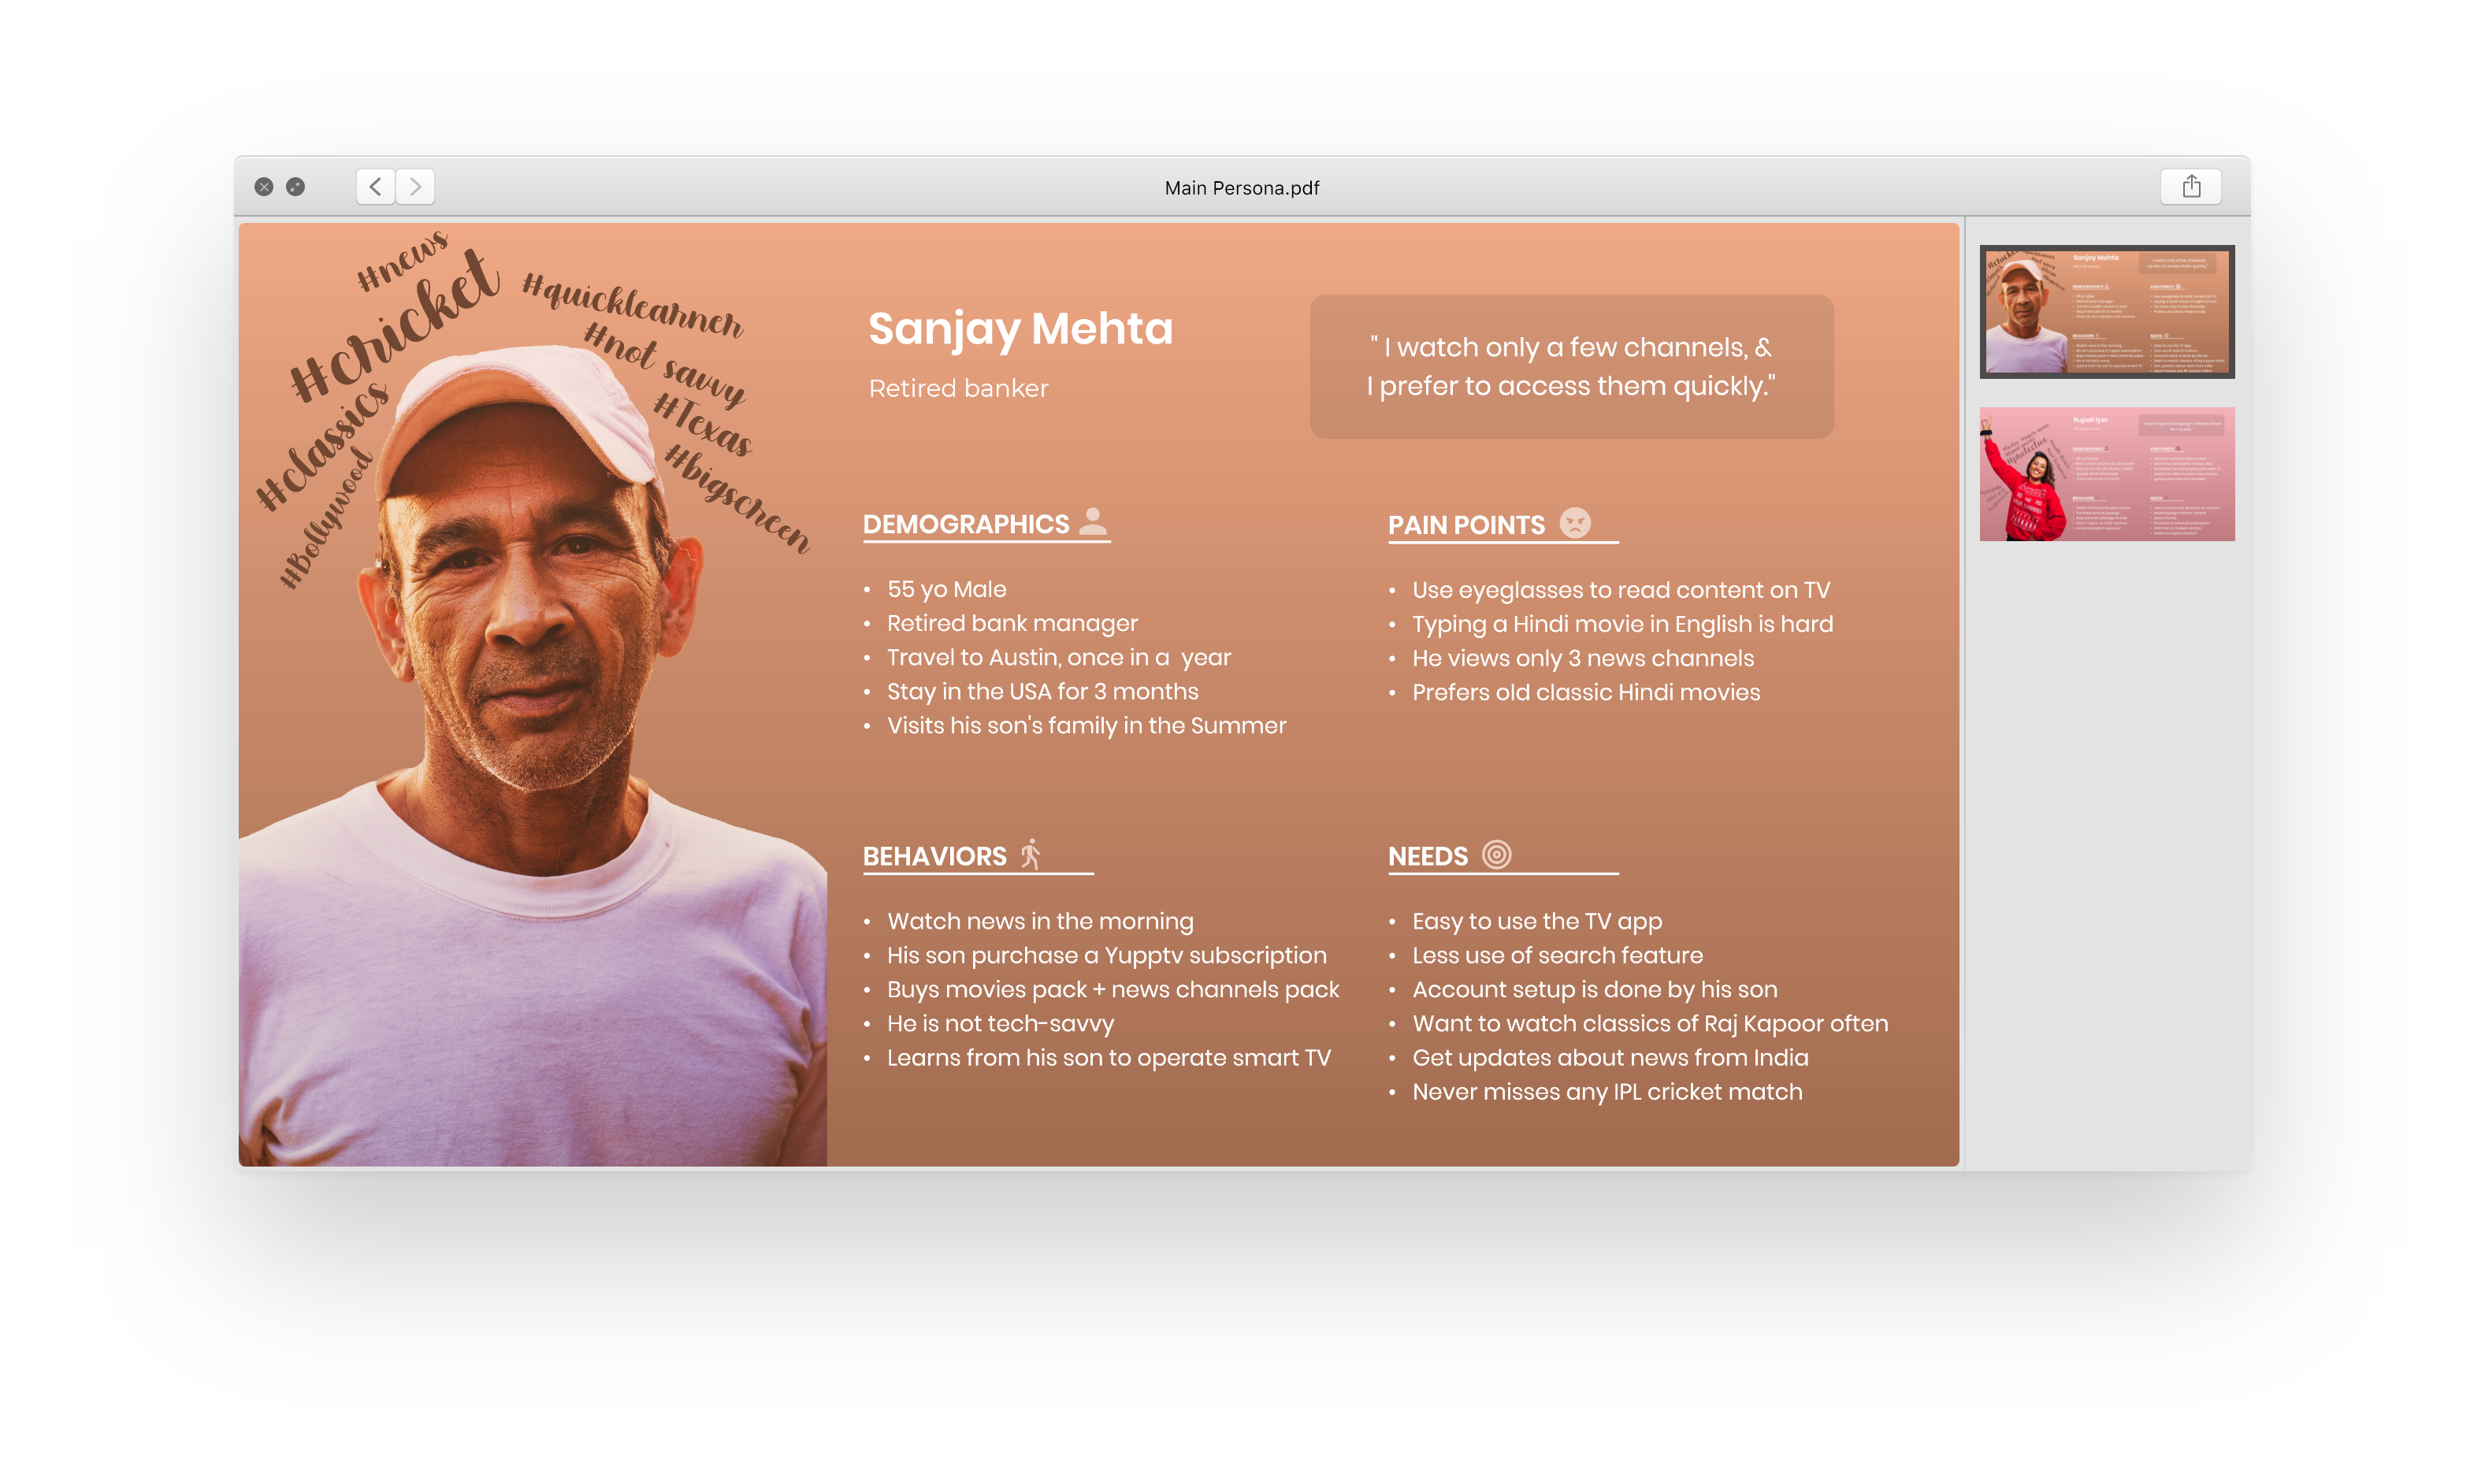 Main Persona.pdf
#news
#chricket
#classics
#Bollywood
#quicklearner
#not savvy
#Texas
#bigscreen
Sanjay Mehta
Retired banker
" I watch only a few channels, &
I prefer to access them quickly."
DEMOGRAPHICS
• 55 yo Male
• Retired bank manager
• Travel to Austin, once in a year
• Stay in the USA for 3 months
• Visits his son's family in the Summer
PAIN POINTS
• Use eyeglasses to read content on TV
• Typing a Hindi movie in English is hard
• He views only 3 news channels
• Prefers old classic Hindi movies
BEHAVIORS
• Watch news in the morning
• His son purchase a Yupptv subscription
• Buys movies pack + news channels pack
• He is not tech-savvy
• Learns from his son to operate smart TV
NEEDS
• Easy to use the TV app
• Less use of search feature
• Account setup is done by his son
• Want to watch classics of Raj Kapoor often
• Get updates about news from India
• Never misses any IPL cricket match
Sanjay Mehta
Rupali Iyer